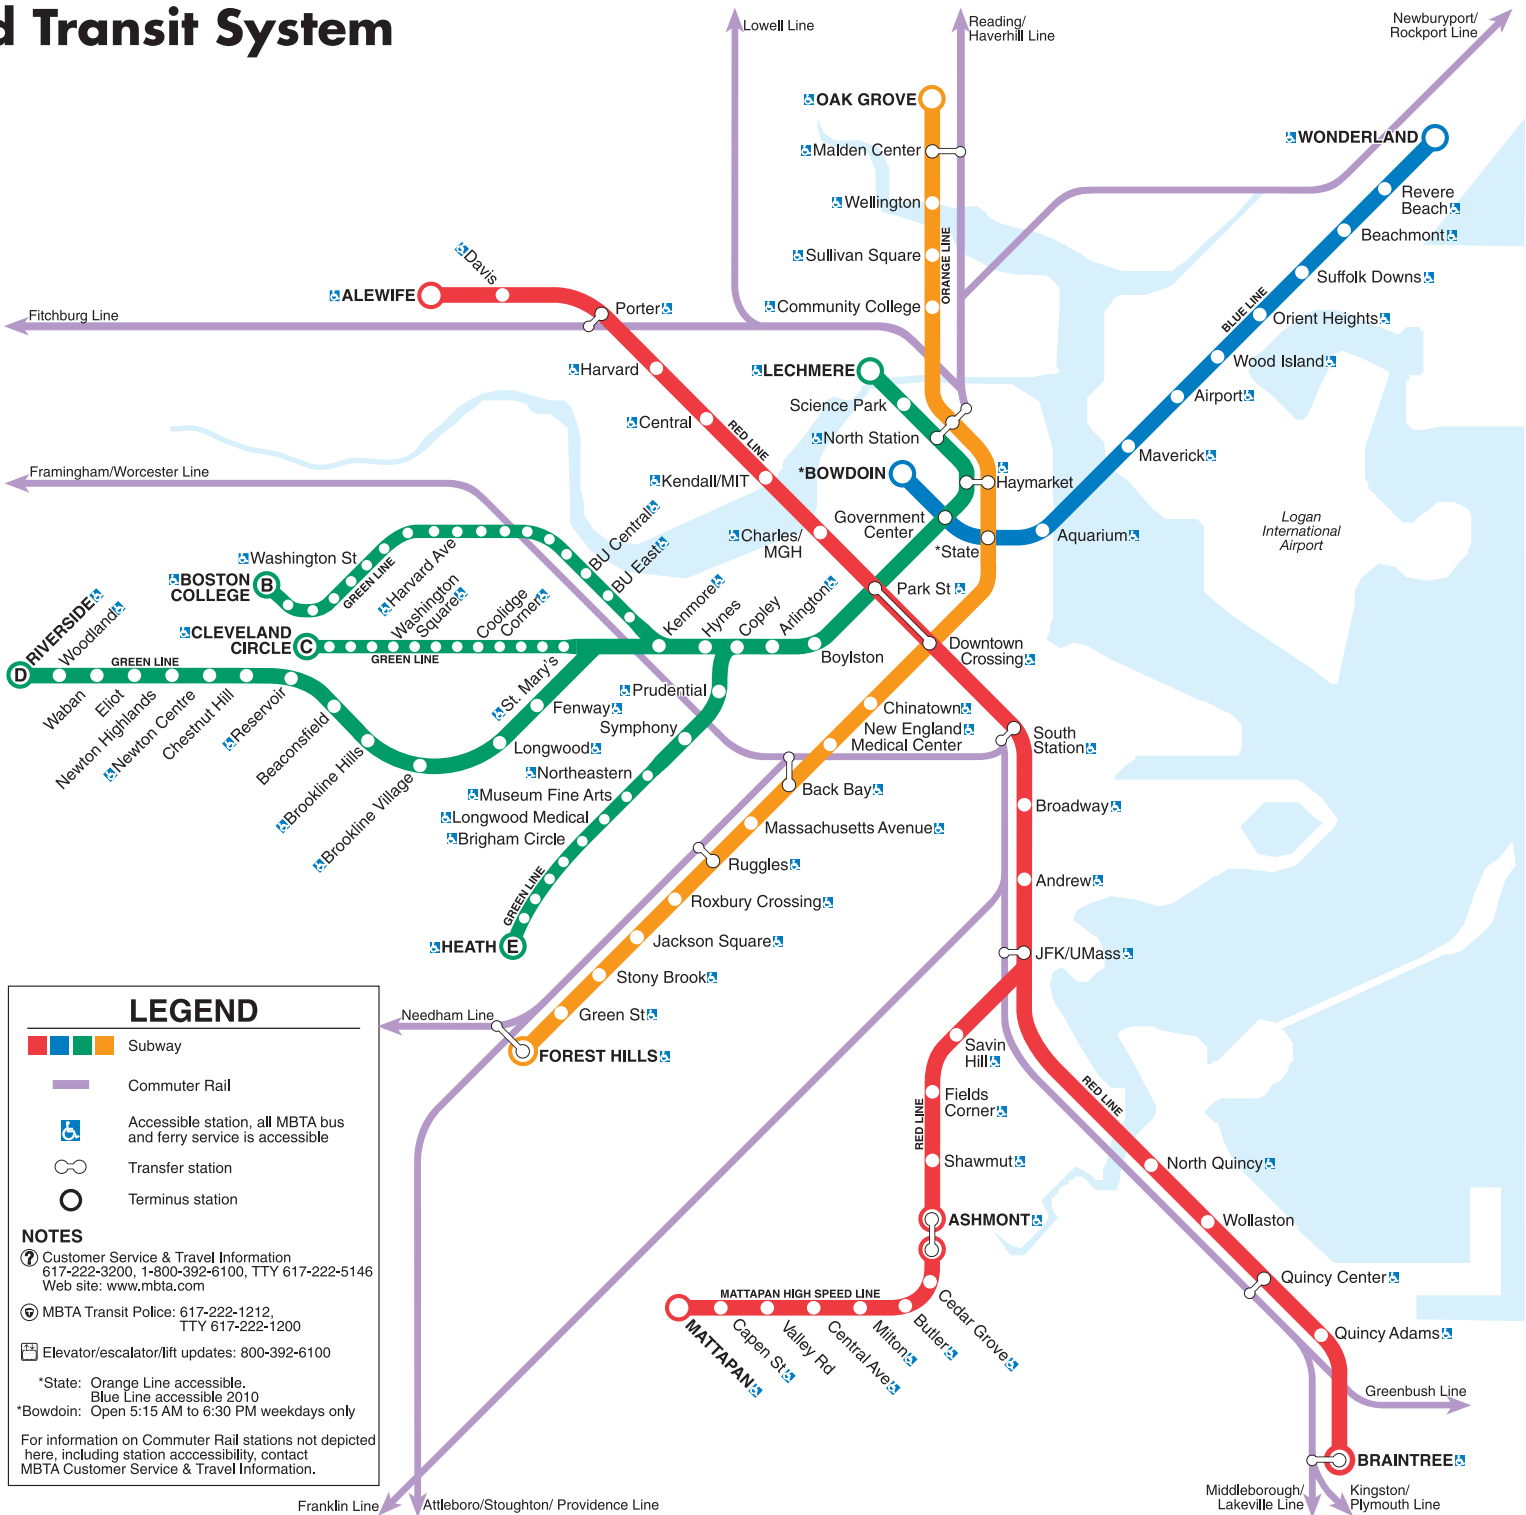 d Transit System
Lowell Line
Reading/
Haverhill Line
Newburyport/
Rockport Line
OAK GROVE
Malden Center
Wellington
Sullivan Square
Community College
ORANGE LINE
WONDERLAND
Revere
Beach
Beachmont
Suffolk Downs
Orient Heights
Wood Island
Airport
Maverick
Aquarium
BLUE LINE
Logan
International
Airport
Davis
ALEWIFE
Porter
Fitchburg Line
Harvard
Central
RED LINE
Kendall/MIT
Charles/
MGH
LECHMERE
Science Park
North Station
*BOWDOIN
Haymarket
Government
Center
*State
Park St
Downtown
Crossing
Framingham/Worcester Line
Washington St
BOSTON
COLLEGE
B
GREEN LINE
Harvard Ave
BU Central
BU East
CLEVELAND
CIRCLE
C
GREEN LINE
Washington
Square
Coolidge
Corner
St. Mary's
RIVERSIDE
D
Woodland
GREEN LINE
Waban
Eliot
Newton Highlands
Newton Centre
Chestnut Hill
Reservoir
Beaconsfield
Brookline Hills
Brookline Village
Longwood
Fenway
Kenmore
Hynes
Copley
Arlington
Boylston
Prudential
Symphony
Northeastern
Museum Fine Arts
Longwood Medical
Brigham Circle
GREEN LINE
HEATH
E
Chinatown
New England
Medical Center
Back Bay
Massachusetts Avenue
Ruggles
Roxbury Crossing
Jackson Square
Stony Brook
Green St
FOREST HILLS
Needham Line
South
Station
Broadway
Andrew
JFK/UMass
Savin
Hill
Fields
Corner
RED LINE
Shawmut
ASHMONT
Cedar Grove
Butler
Milton
Central Ave
Valley Rd
Capen St
MATTAPAN
MATTAPAN HIGH SPEED LINE
RED LINE
North Quincy
Wollaston
Quincy Center
Quincy Adams
Greenbush Line
BRAINTREE
Middleborough/
Lakeville Line
Kingston/
Plymouth Line
Franklin Line
Attleboro/Stoughton/ Providence Line
LEGEND
Subway
Commuter Rail
Accessible station, all MBTA bus
and ferry service is accessible
Transfer station
Terminus station
NOTES
? Customer Service & Travel Information
617-222-3200, 1-800-392-6100, TTY 617-222-5146
Web site: www.mbta.com
MBTA Transit Police: 617-222-1212,
TTY 617-222-1200
Elevator/escalator/lift updates: 800-392-6100
*State: Orange Line accessible.
Blue Line accessible 2010
*Bowdoin: Open 5:15 AM to 6:30 PM weekdays only
For information on Commuter Rail stations not depicted
here, including station acccessibility, contact
MBTA Customer Service & Travel Information.